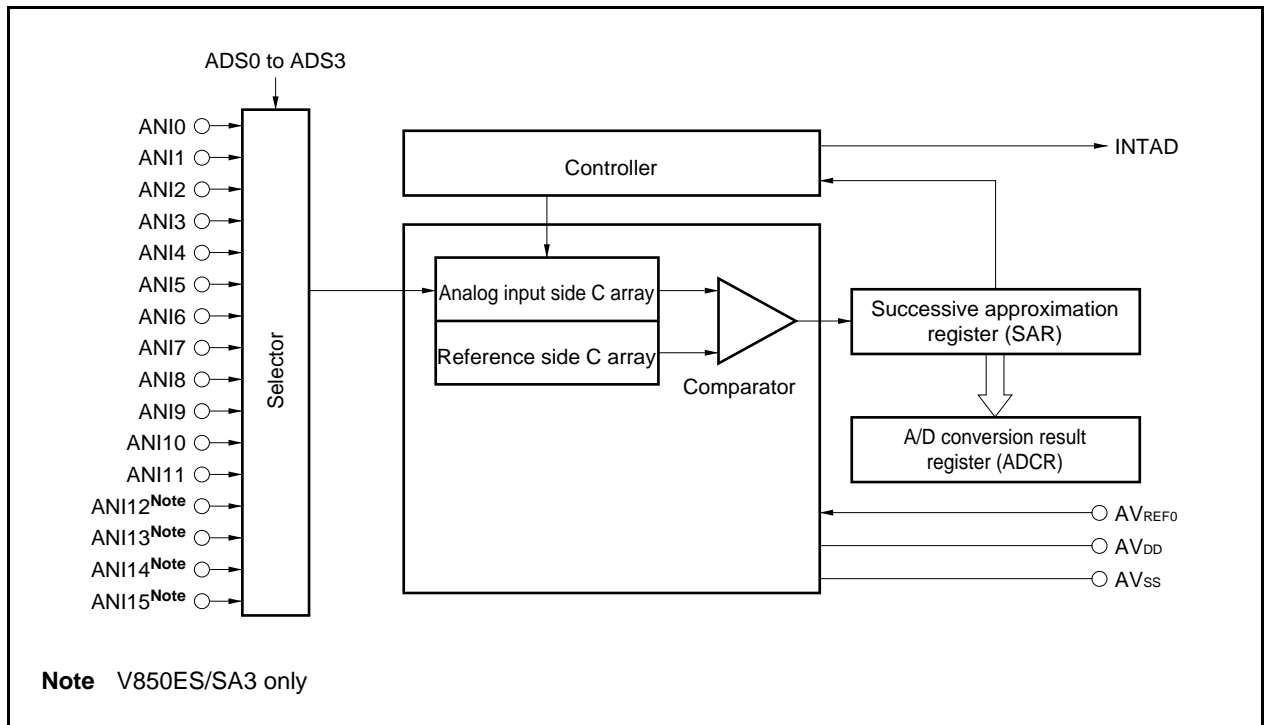 ADS0 to ADS3
ANI0
ANI1
ANI2
ANI3
ANI4
ANI5
ANI6
ANI7
ANI8
ANI9
ANI10
ANI11
ANI12Note
ANI13Note
ANI14Note
ANI15Note
Selector
Controller
INTAD
Analog input side C array
Reference side C array
Comparator
Successive approximation
register (SAR)
A/D conversion result
register (ADCR)
AVREF0
AVDD
AVSS
Note V850ES/SA3 only